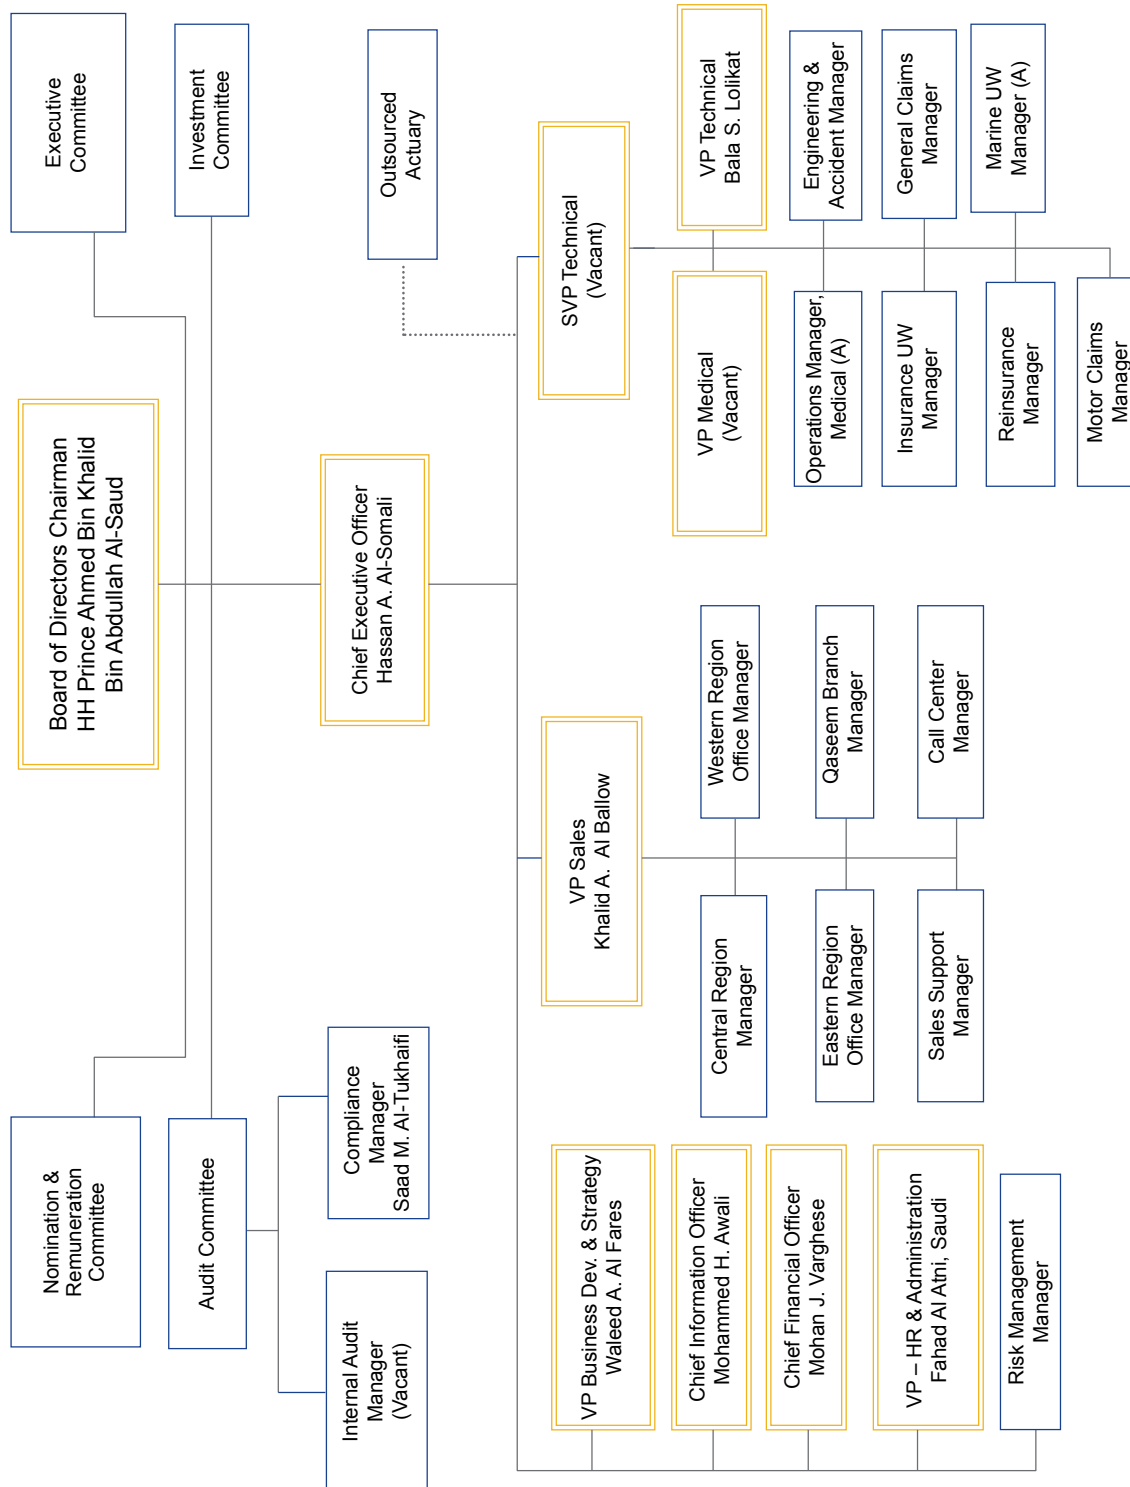 Board of Directors Chairman
HH Prince Ahmed Bin Khalid
Bin Abdullah Al-Saud
Nomination &
Remuneration
Committee
Executive
Committee
Audit Committee
Investment
Committee
Internal Audit
Manager
(Vacant)
Compliance
Manager
Saad M. Al-Tukhaifi
Chief Executive Officer
Hassan A. Al-Somali
Outsourced
Actuary
VP Business Dev. & Strategy
Waleed A. Al Fares
Chief Information Officer
Mohammed H. Awali
Chief Financial Officer
Mohan J. Varghese
VP – HR & Administration
Fahad Al Atni, Saudi
Risk Management
Manager
VP Sales
Khalid A. Al Ballow
Central Region
Manager
Western Region
Office Manager
Eastern Region
Office Manager
Qaseem Branch
Manager
Sales Support
Manager
Call Center
Manager
SVP Technical
(Vacant)
VP Medical
(Vacant)
VP Technical
Bala S. Lolikat
Operations Manager,
Medical (A)
Engineering &
Accident Manager
Insurance UW
Manager
General Claims
Manager
Reinsurance
Manager
Marine UW
Manager (A)
Motor Claims
Manager